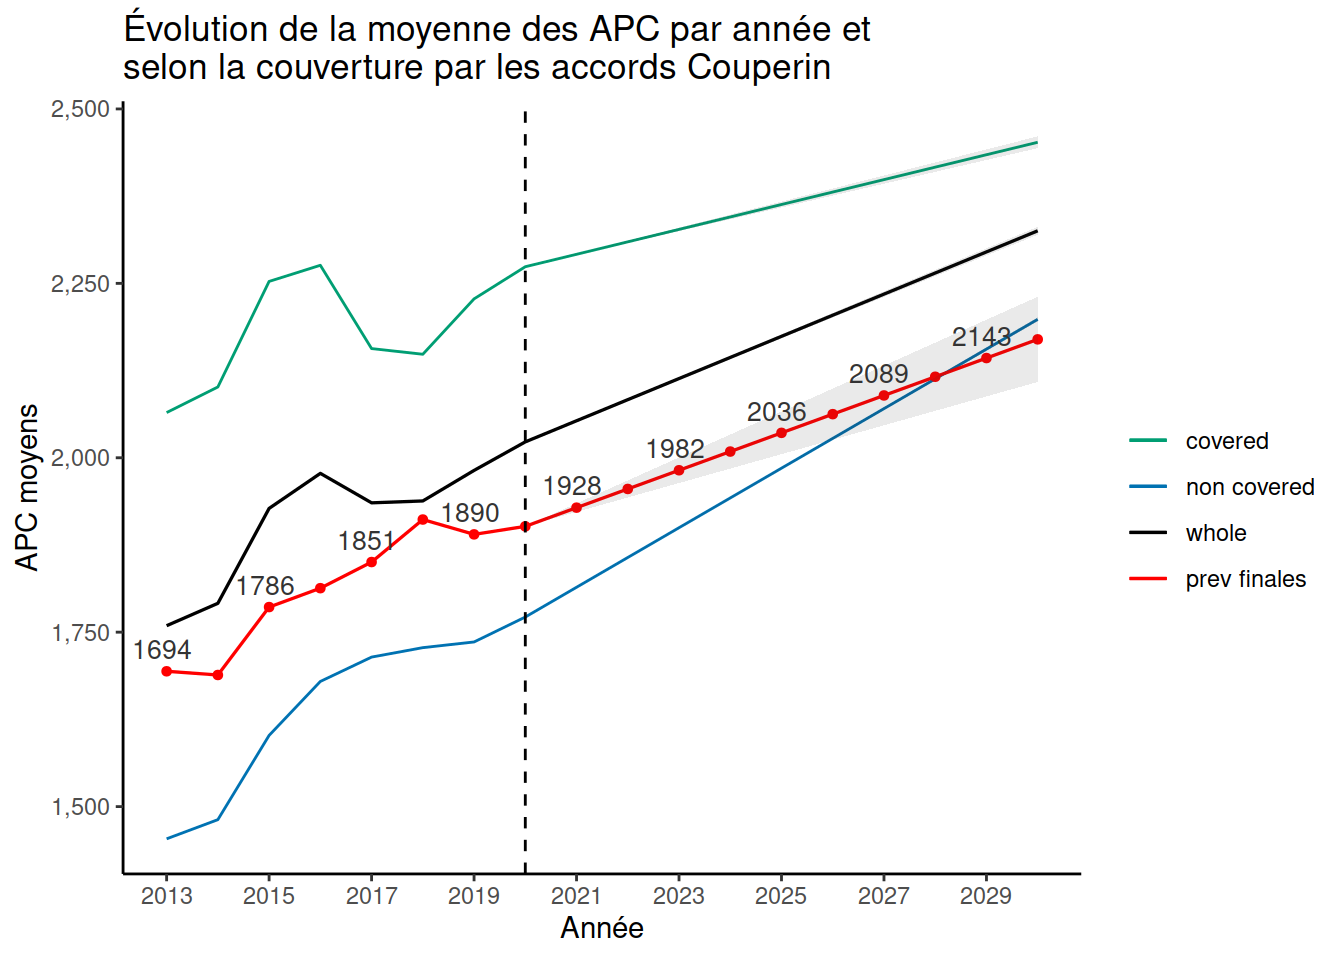 Évolution de la moyenne des APC par année et
selon la couverture par les accords Couperin
APC moyens
2,500
2,250
2,000
1,750
1,500
1694
1786
1851
1890
1928
1982
2036
2089
2143
2013
2015
2017
2019
2021
2023
2025
2027
2029
Année
covered
non covered
whole
prev finales